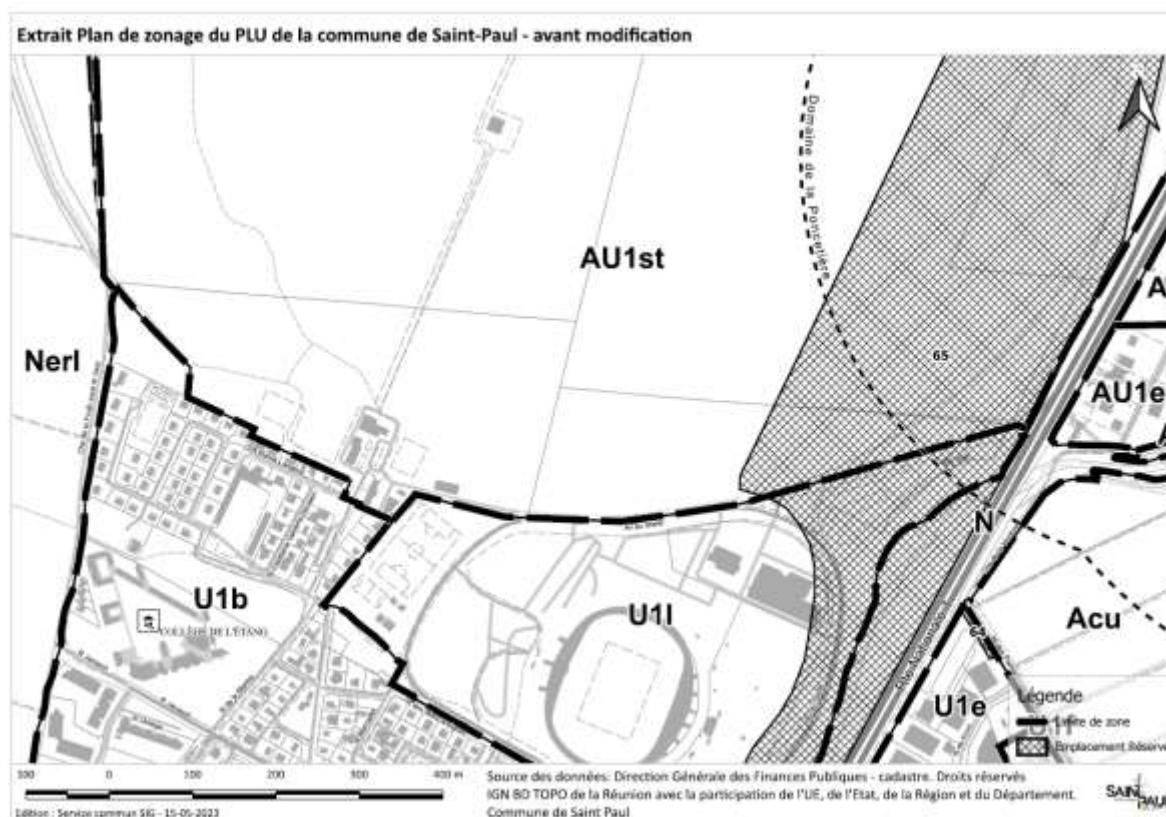 Extrait Plan de zonage du PLU de la commune de Saint-Paul - avant modification
Domaine de la Poncetière
AU1st
65
Nerl
AU1e
N
U1b
COLLÈGE DE L'ÉTANG
U1l
Acu
U1e
Légende
Limite de zone
Emplacement Réservé
100 0 100 200 300 400 m
Source des données: Direction Générale des Finances Publiques - cadastre. Droits réservés
IGN BD TOPO de la Réunion avec la participation de l'UE, de l'Etat, de la Région et du Département.
Commune de Saint Paul
Edition : Service commun SIG - 15-05-2023